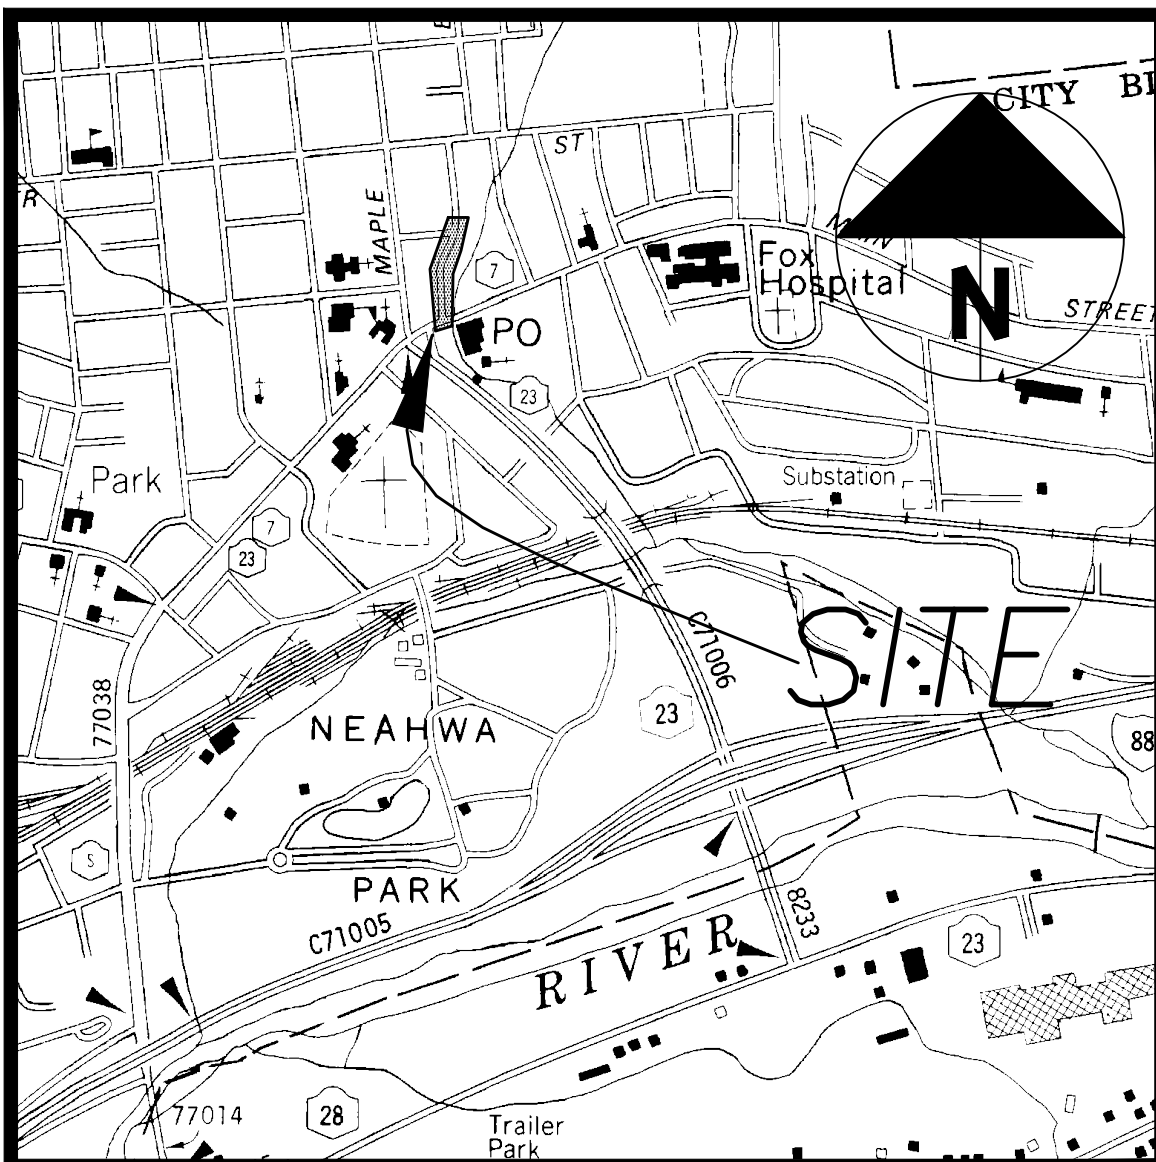 CITY
ST
MAPLE
MAIN
7
Fox
Hospital
N
STREET
PO
23
Park
Substation
7
23
SITE
C71006
77038
23
NEAHWA
88
S
PARK
C71005
8233
RIVER
23
77014
28
Trailer
Park